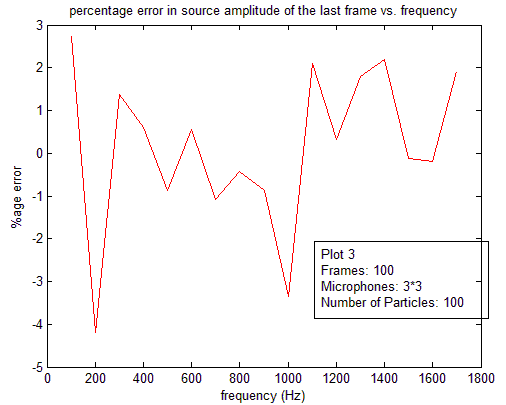 percentage error in source amplitude of the last frame vs. frequency
3
2
1
0
-1
-2
-3
-4
-5
%age error
Plot 3
Frames: 100
Microphones: 3*3
Number of Particles: 100
0 200 400 600 800 1000 1200 1400 1600 1800
frequency (Hz)